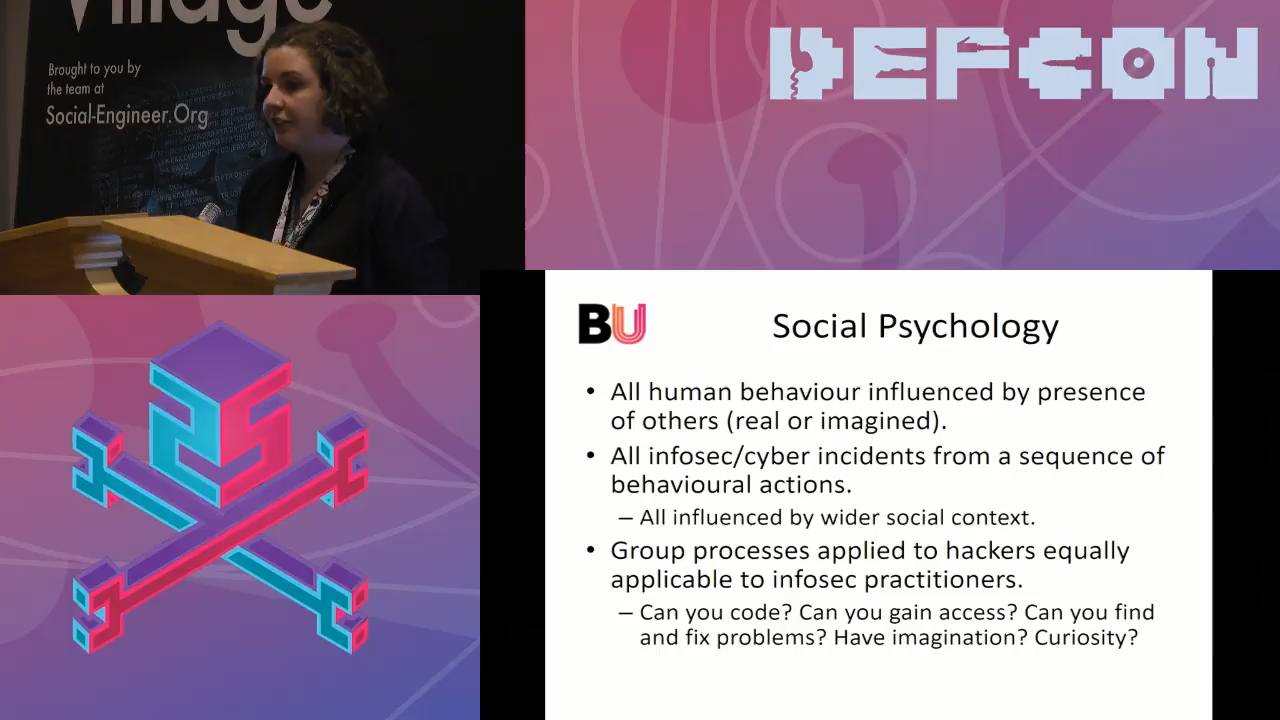 Village
Brought to you by
the team at
Social-Engineer.Org
DEFCON
BU
Social Psychology
• All human behaviour influenced by presence
of others (real or imagined).
• All infosec/cyber incidents from a sequence of
behavioural actions.
– All influenced by wider social context.
• Group processes applied to hackers equally
applicable to infosec practitioners.
– Can you code? Can you gain access? Can you find
and fix problems? Have imagination? Curiosity?